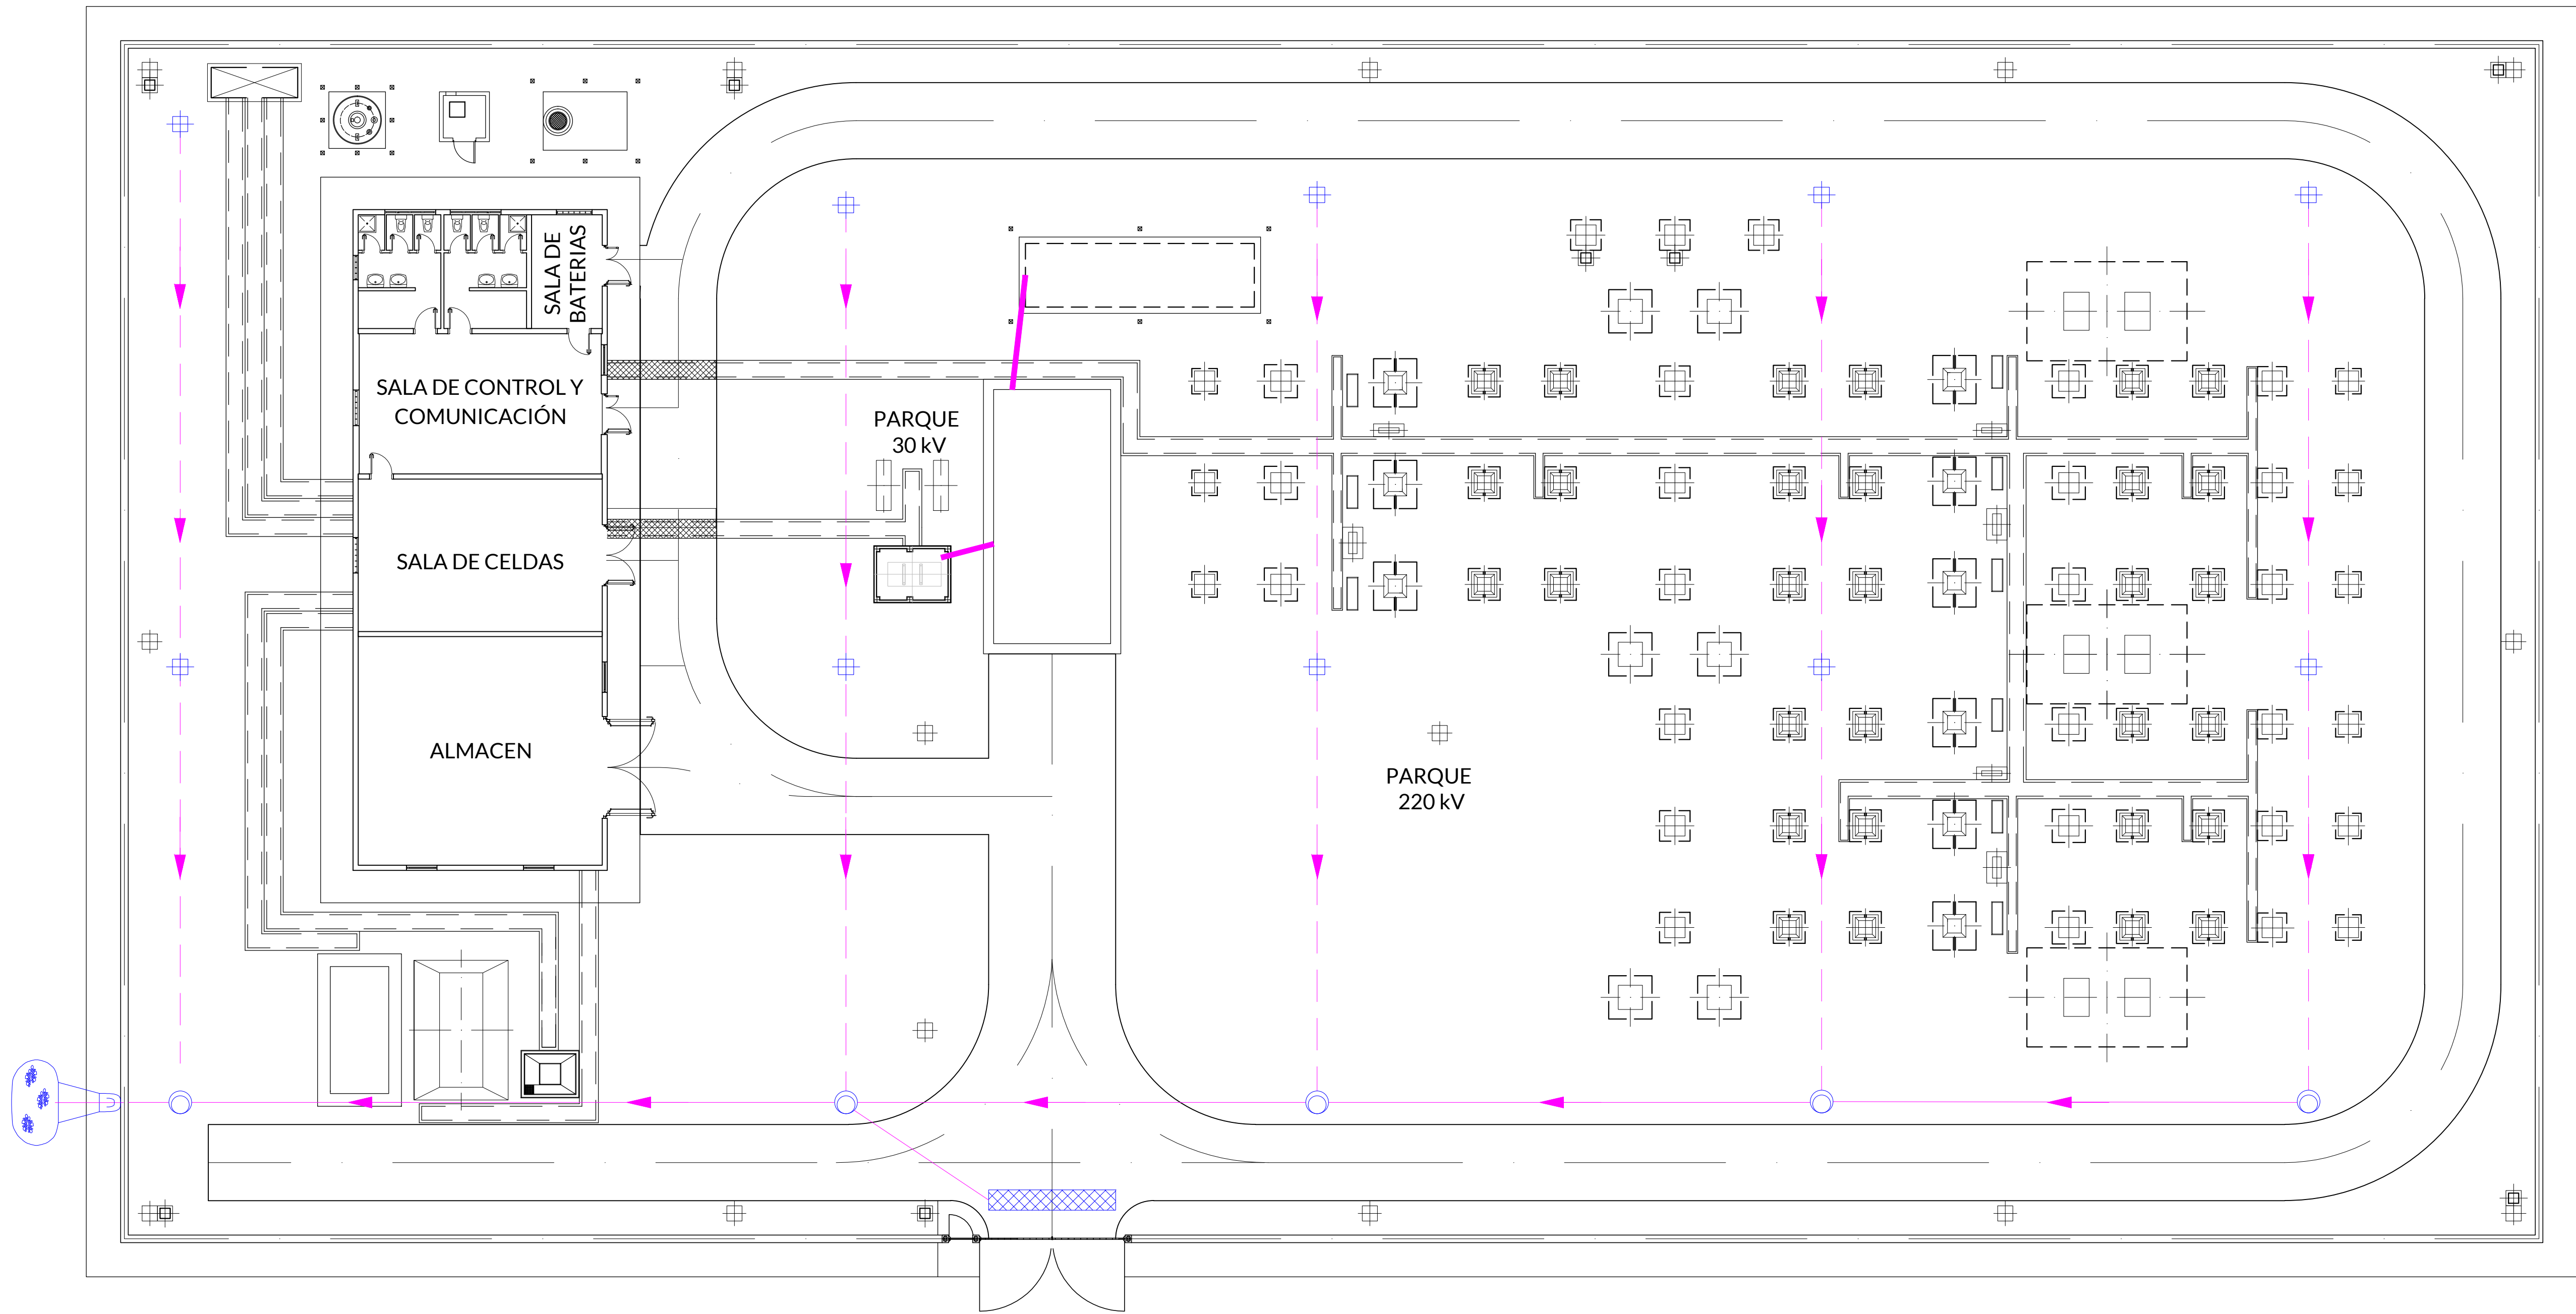 SALA DE
BATERIAS
SALA DE CONTROL Y
COMUNICACIÓN
PARQUE
30 kV
SALA DE CELDAS
ALMACEN
PARQUE
220 kV